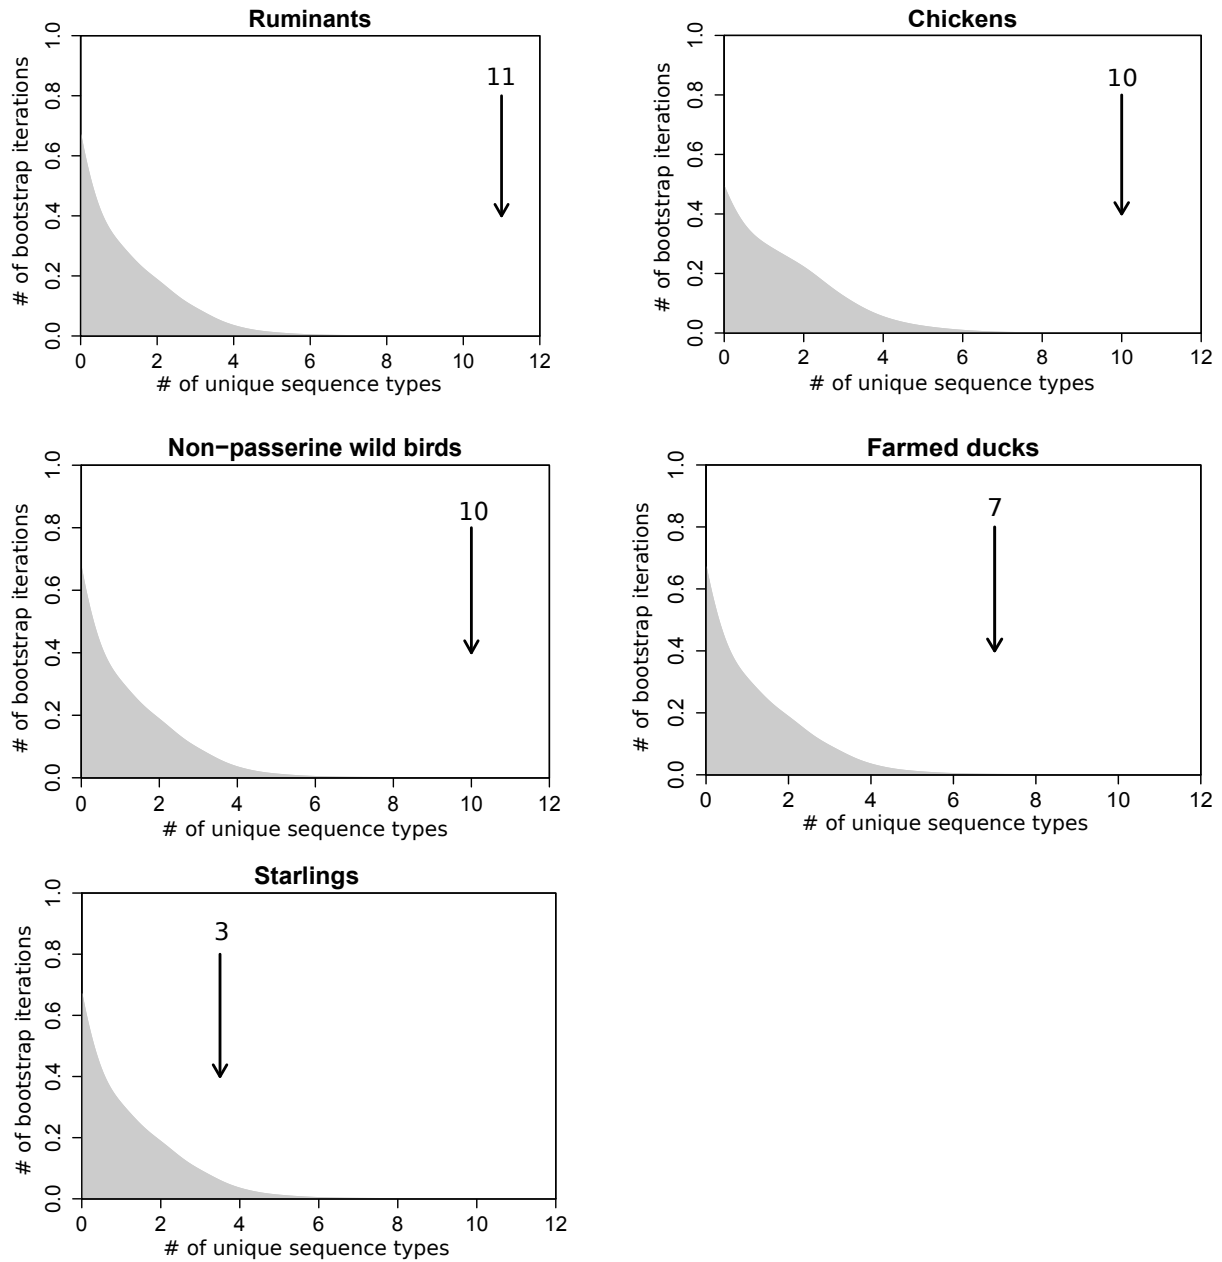 Ruminants
# of bootstrap iterations
0.0 0.2 0.4 0.6 0.8 1.0
11
0 2 4 6 8 10 12
# of unique sequence types
Chickens
# of bootstrap iterations
0.0 0.2 0.4 0.6 0.8 1.0
10
0 2 4 6 8 10 12
# of unique sequence types
Non−passerine wild birds
# of bootstrap iterations
0.0 0.2 0.4 0.6 0.8 1.0
10
0 2 4 6 8 10 12
# of unique sequence types
Farmed ducks
# of bootstrap iterations
0.0 0.2 0.4 0.6 0.8 1.0
7
0 2 4 6 8 10 12
# of unique sequence types
Starlings
# of bootstrap iterations
0.0 0.2 0.4 0.6 0.8 1.0
3
0 2 4 6 8 10 12
# of unique sequence types